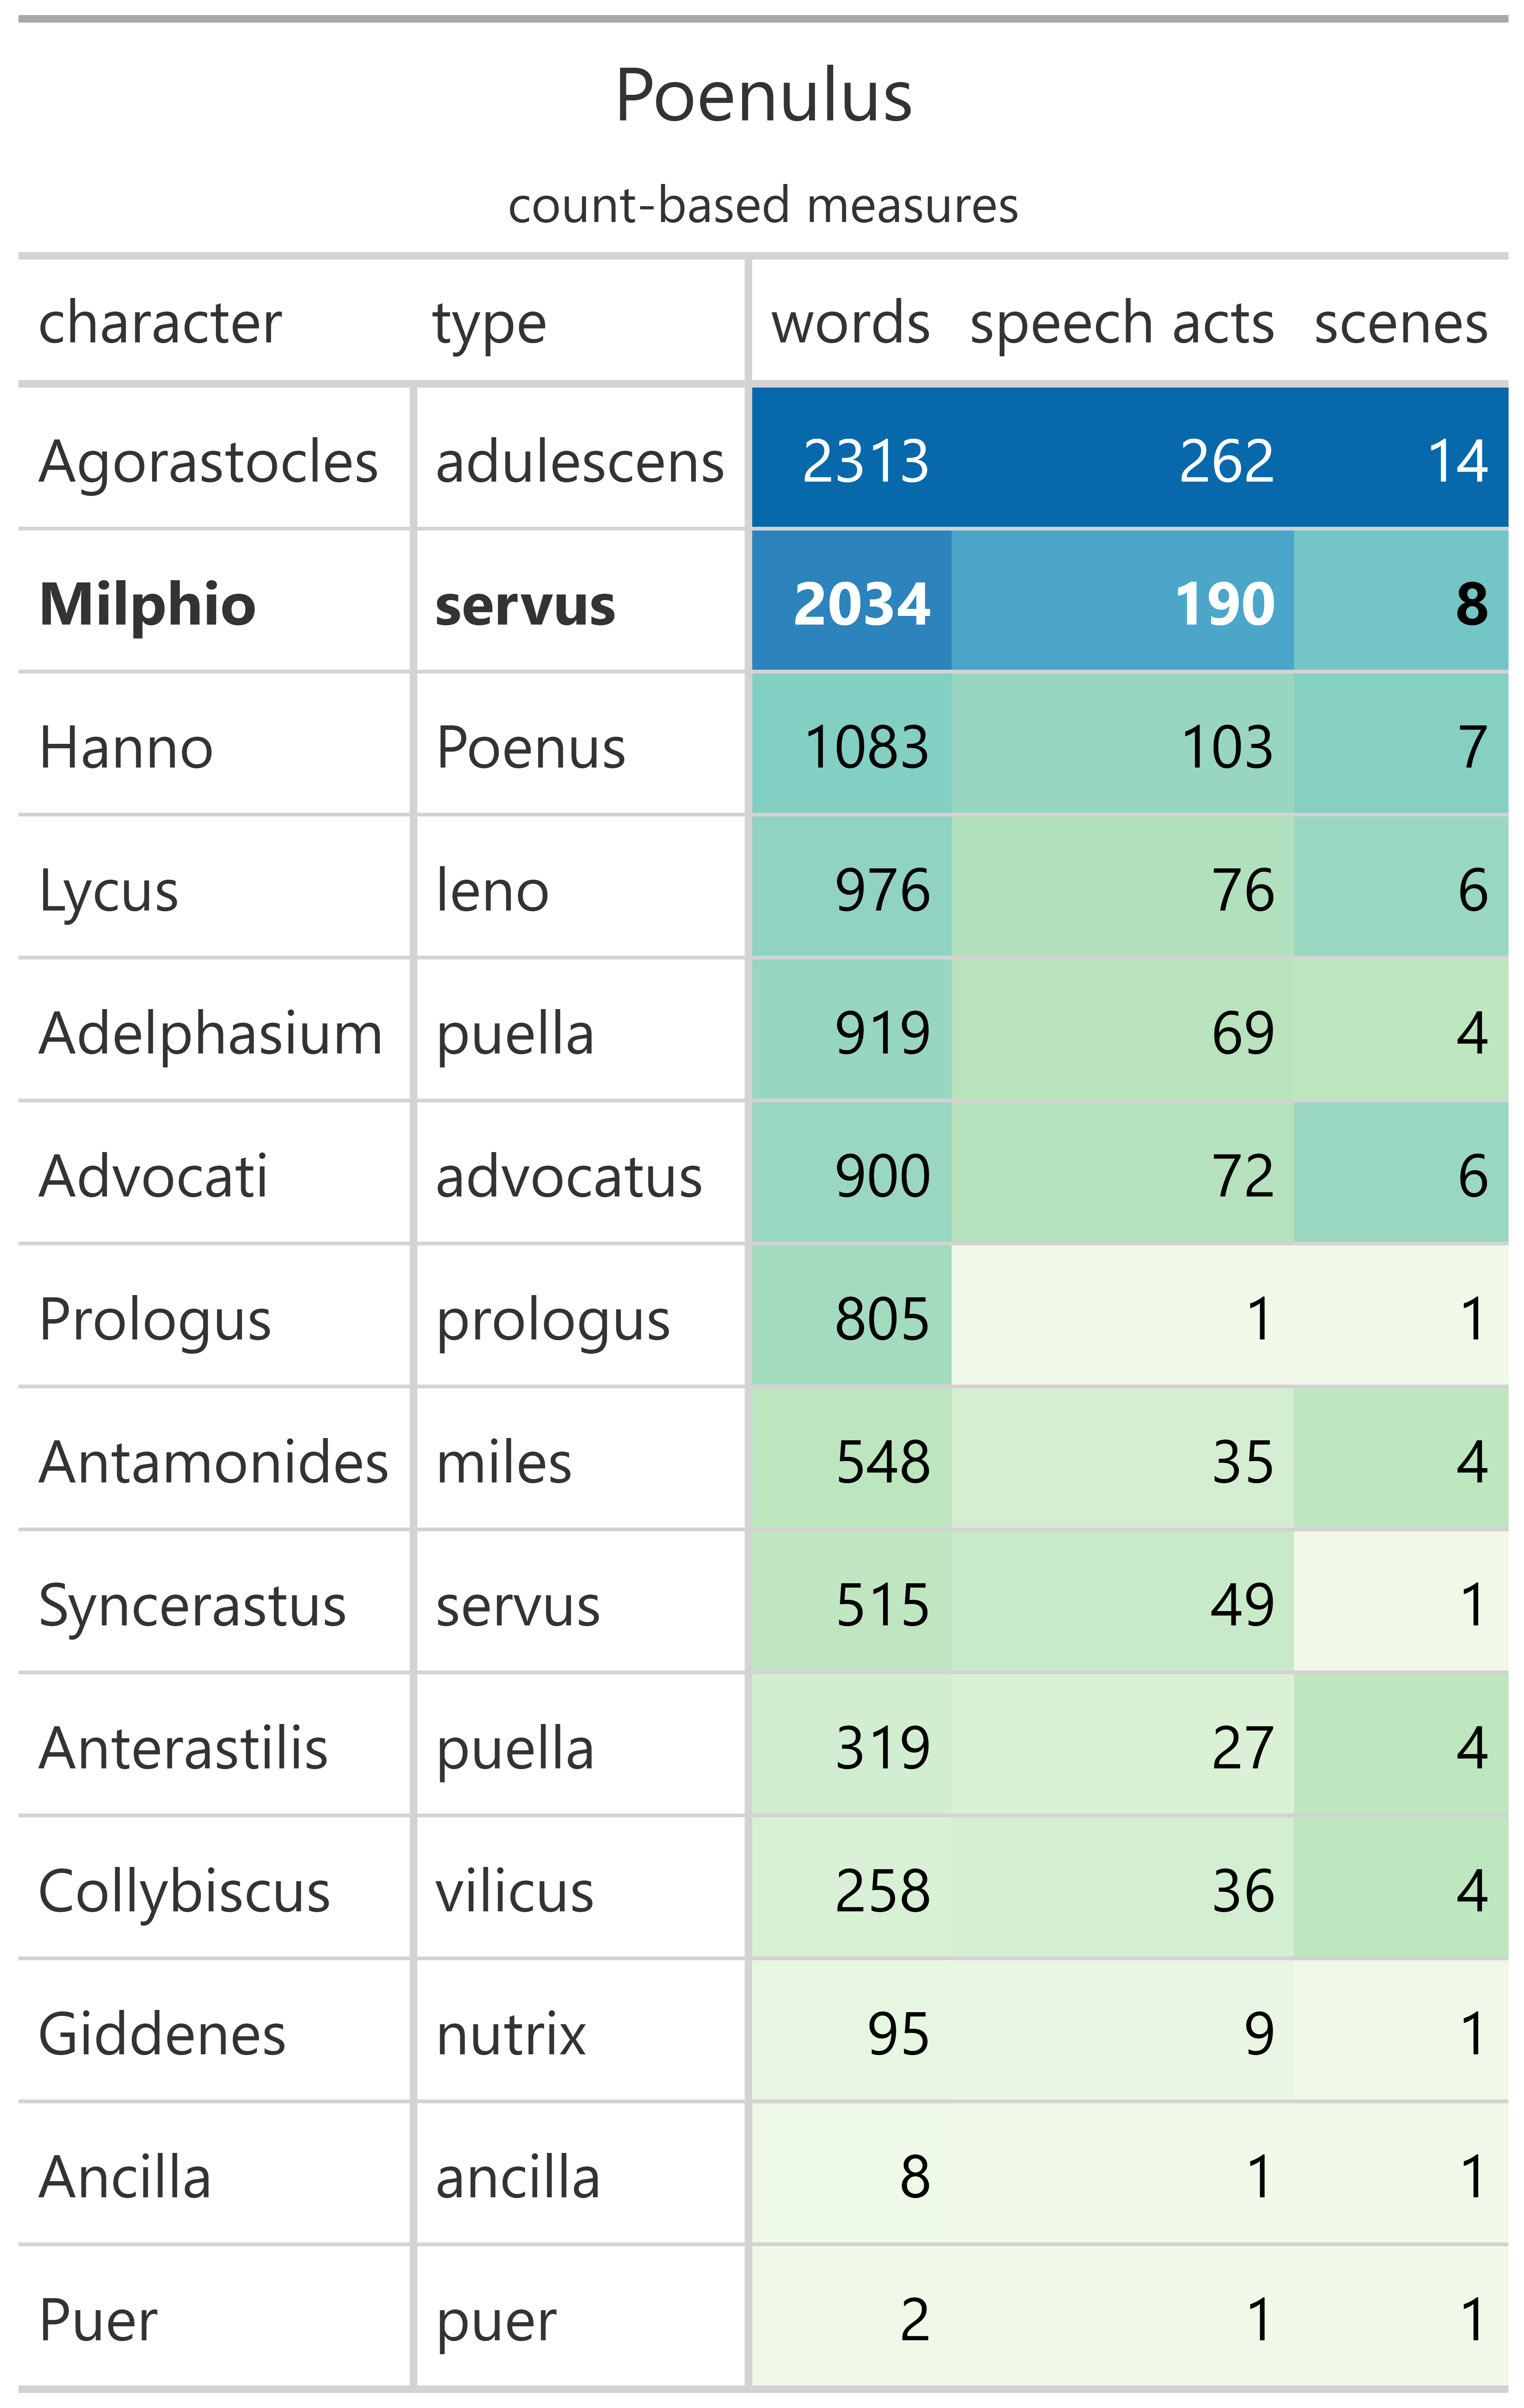 Poenulus
count-based measures
character type words speech acts scenes
Agorastocles adulescens 2313 262 14
Milphio servus 2034 190 8
Hanno Poenus 1083 103 7
Lycus leno 976 76 6
Adelphasium puella 919 69 4
Advocati advocatus 900 72 6
Prologus prologus 805 1 1
Antamonides miles 548 35 4
Syncerastus servus 515 49 1
Anterastilis puella 319 27 4
Collybiscus vilicus 258 36 4
Giddenes nutrix 95 9 1
Ancilla ancilla 8 1 1
Puer puer 2 1 1